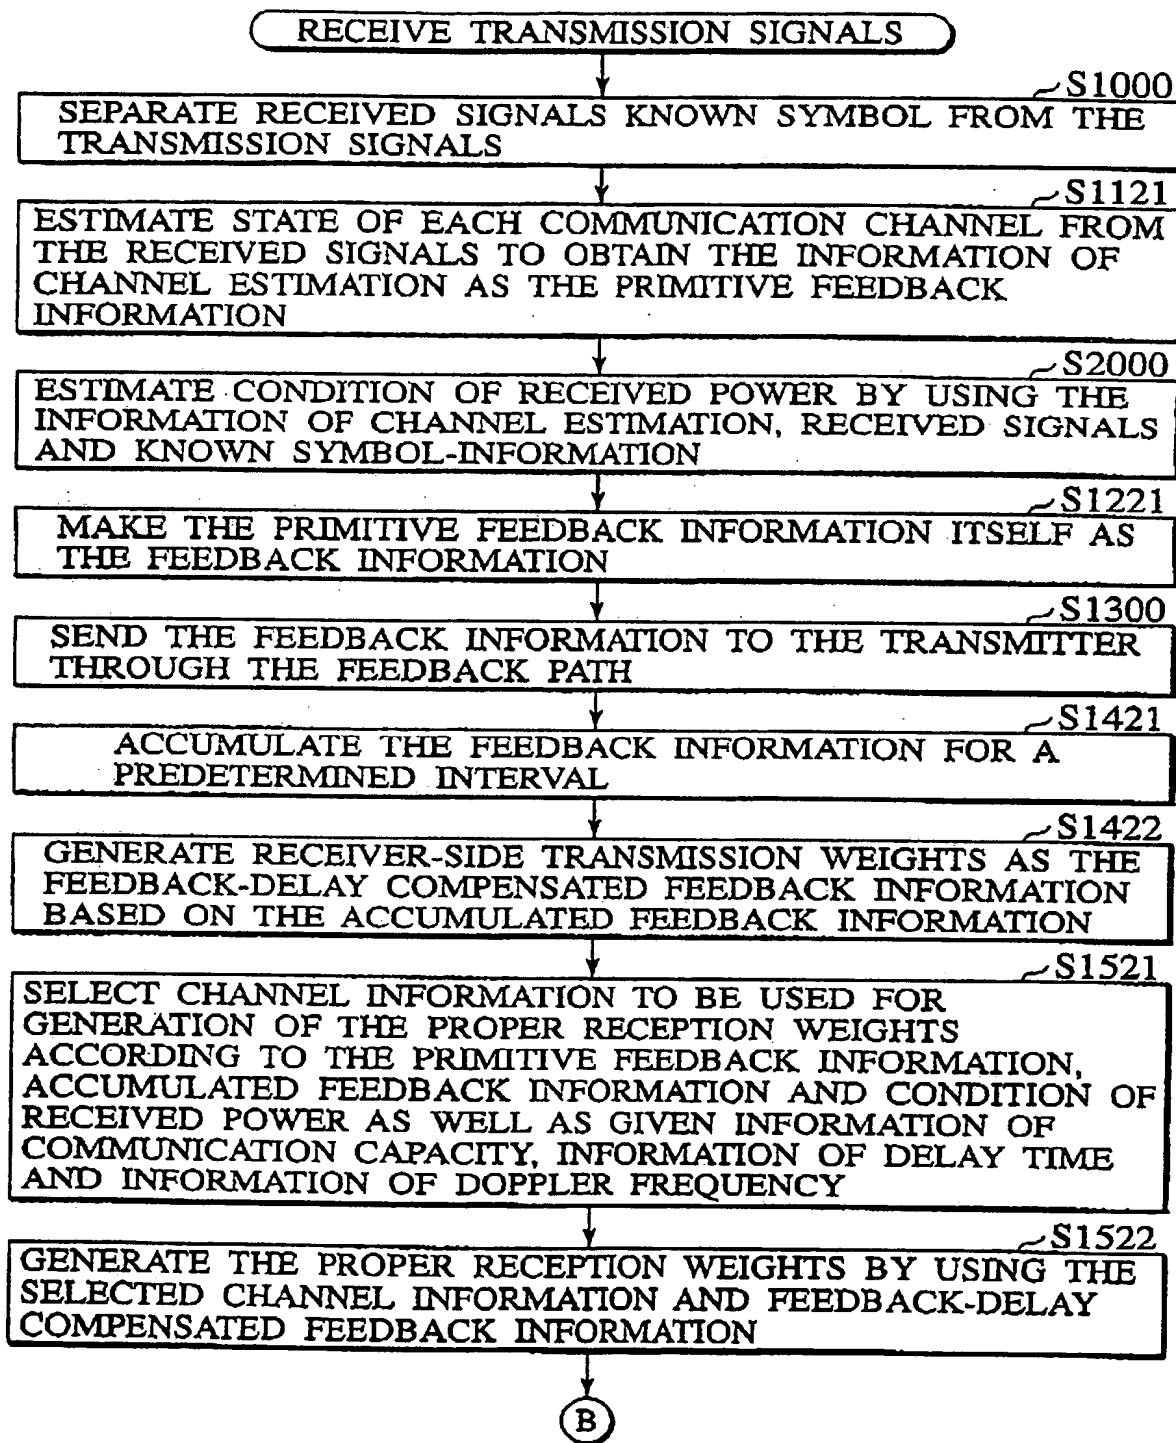 RECEIVE TRANSMISSION SIGNALS
S1000
SEPARATE RECEIVED SIGNALS KNOWN SYMBOL FROM THE
TRANSMISSION SIGNALS
S1121
ESTIMATE STATE OF EACH COMMUNICATION CHANNEL FROM
THE RECEIVED SIGNALS TO OBTAIN THE INFORMATION OF
CHANNEL ESTIMATION AS THE PRIMITIVE FEEDBACK
INFORMATION
S2000
ESTIMATE CONDITION OF RECEIVED POWER BY USING THE
INFORMATION OF CHANNEL ESTIMATION, RECEIVED SIGNALS
AND KNOWN SYMBOL-INFORMATION
S1221
MAKE THE PRIMITIVE FEEDBACK INFORMATION ITSELF AS
THE FEEDBACK INFORMATION
S1300
SEND THE FEEDBACK INFORMATION TO THE TRANSMITTER
THROUGH THE FEEDBACK PATH
S1421
ACCUMULATE THE FEEDBACK INFORMATION FOR A
PREDETERMINED INTERVAL
S1422
GENERATE RECEIVER-SIDE TRANSMISSION WEIGHTS AS THE
FEEDBACK-DELAY COMPENSATED FEEDBACK INFORMATION
BASED ON THE ACCUMULATED FEEDBACK INFORMATION
S1521
SELECT CHANNEL INFORMATION TO BE USED FOR
GENERATION OF THE PROPER RECEPTION WEIGHTS
ACCORDING TO THE PRIMITIVE FEEDBACK INFORMATION,
ACCUMULATED FEEDBACK INFORMATION AND CONDITION OF
RECEIVED POWER AS WELL AS GIVEN INFORMATION OF
COMMUNICATION CAPACITY, INFORMATION OF DELAY TIME
AND INFORMATION OF DOPPLER FREQUENCY
S1522
GENERATE THE PROPER RECEPTION WEIGHTS BY USING THE
SELECTED CHANNEL INFORMATION AND FEEDBACK-DELAY
COMPENSATED FEEDBACK INFORMATION
B